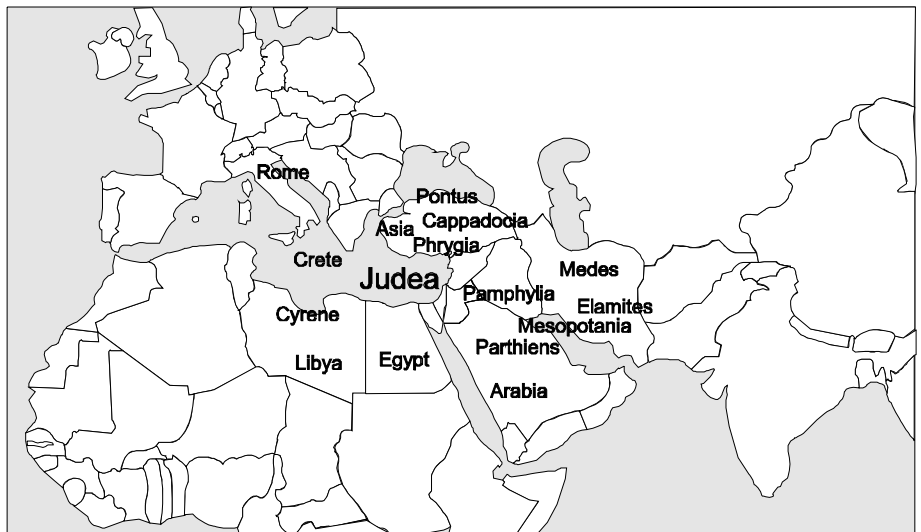 Rome
Pontus
Cappadocia
Asia
Phrygia
Crete
Medes
Judea
Pamphylia
Elamites
Cyrene
Mesopotania
Parthiens
Libya
Egypt
Arabia